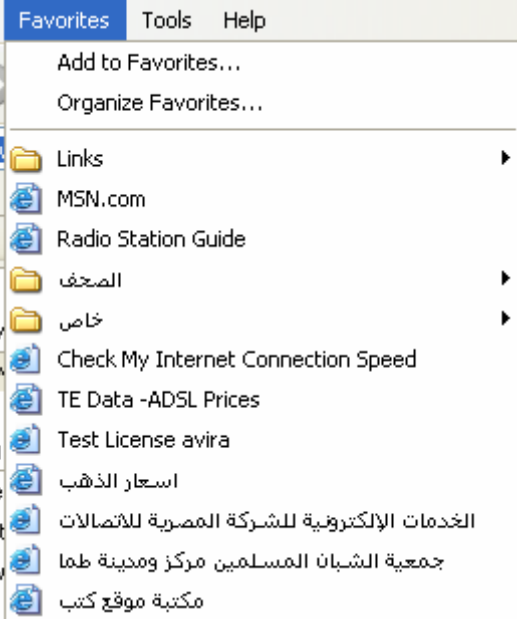 Favorites Tools Help
Add to Favorites...
Organize Favorites...
Links
MSN.com
Radio Station Guide
الصحف
خاص
Check My Internet Connection Speed
TE Data -ADSL Prices
Test License avira
اسعار الذهب
الخدمات الإلكترونية للشركة المصرية للاتصالات
جمعية الشبان المسلمين مركز ومدينة طما
مكتبة موقع كتب